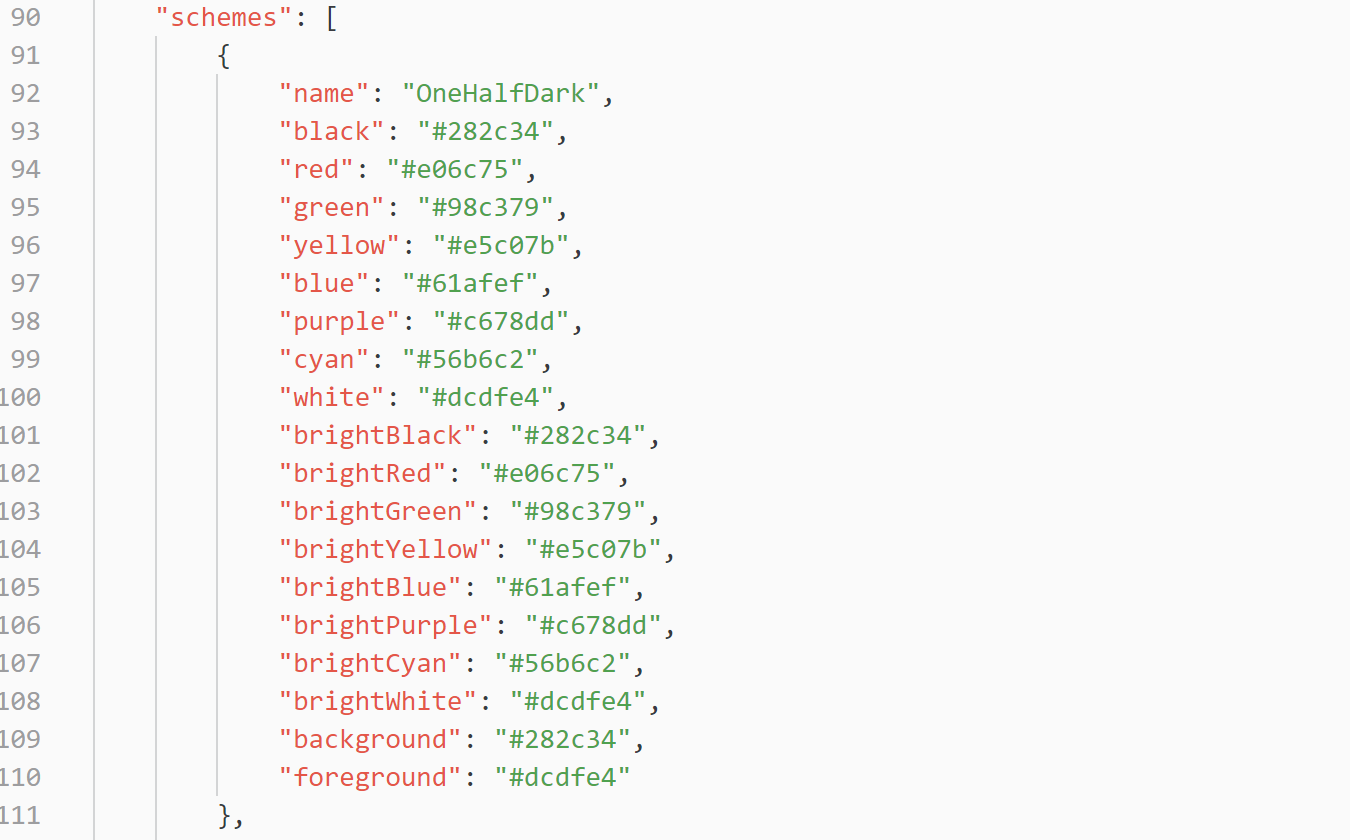 90 "schemes": [
91 {
92 "name": "OneHalfDark",
93 "black": "#282c34",
94 "red": "#e06c75",
95 "green": "#98c379",
96 "yellow": "#e5c07b",
97 "blue": "#61afef",
98 "purple": "#c678dd",
99 "cyan": "#56b6c2",
100 "white": "#dcdfe4",
101 "brightBlack": "#282c34",
102 "brightRed": "#e06c75",
103 "brightGreen": "#98c379",
104 "brightYellow": "#e5c07b",
105 "brightBlue": "#61afef",
106 "brightPurple": "#c678dd",
107 "brightCyan": "#56b6c2",
108 "brightWhite": "#dcdfe4",
109 "background": "#282c34",
110 "foreground": "#dcdfe4"
111 },